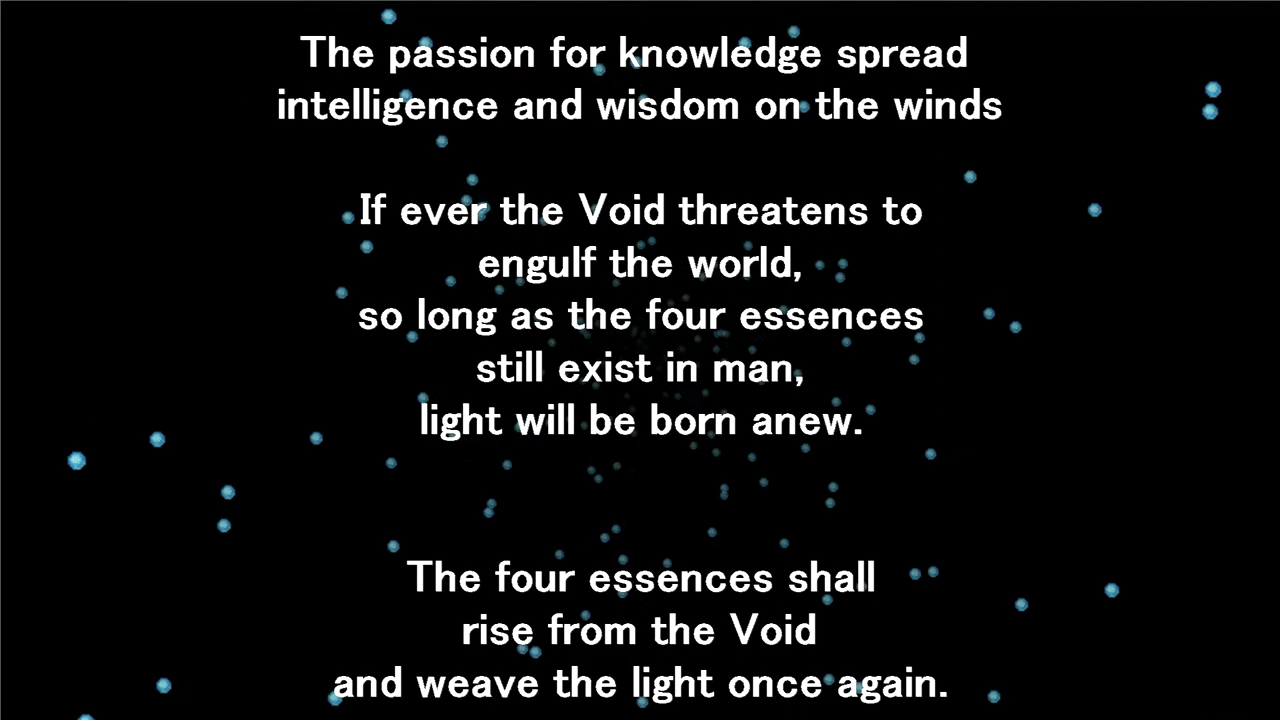 The passion for knowledge spread
intelligence and wisdom on the winds
If ever the Void threatens to
engulf the world,
so long as the four essences
still exist in man,
light will be born anew.
The four essences shall
rise from the Void
and weave the light once again.